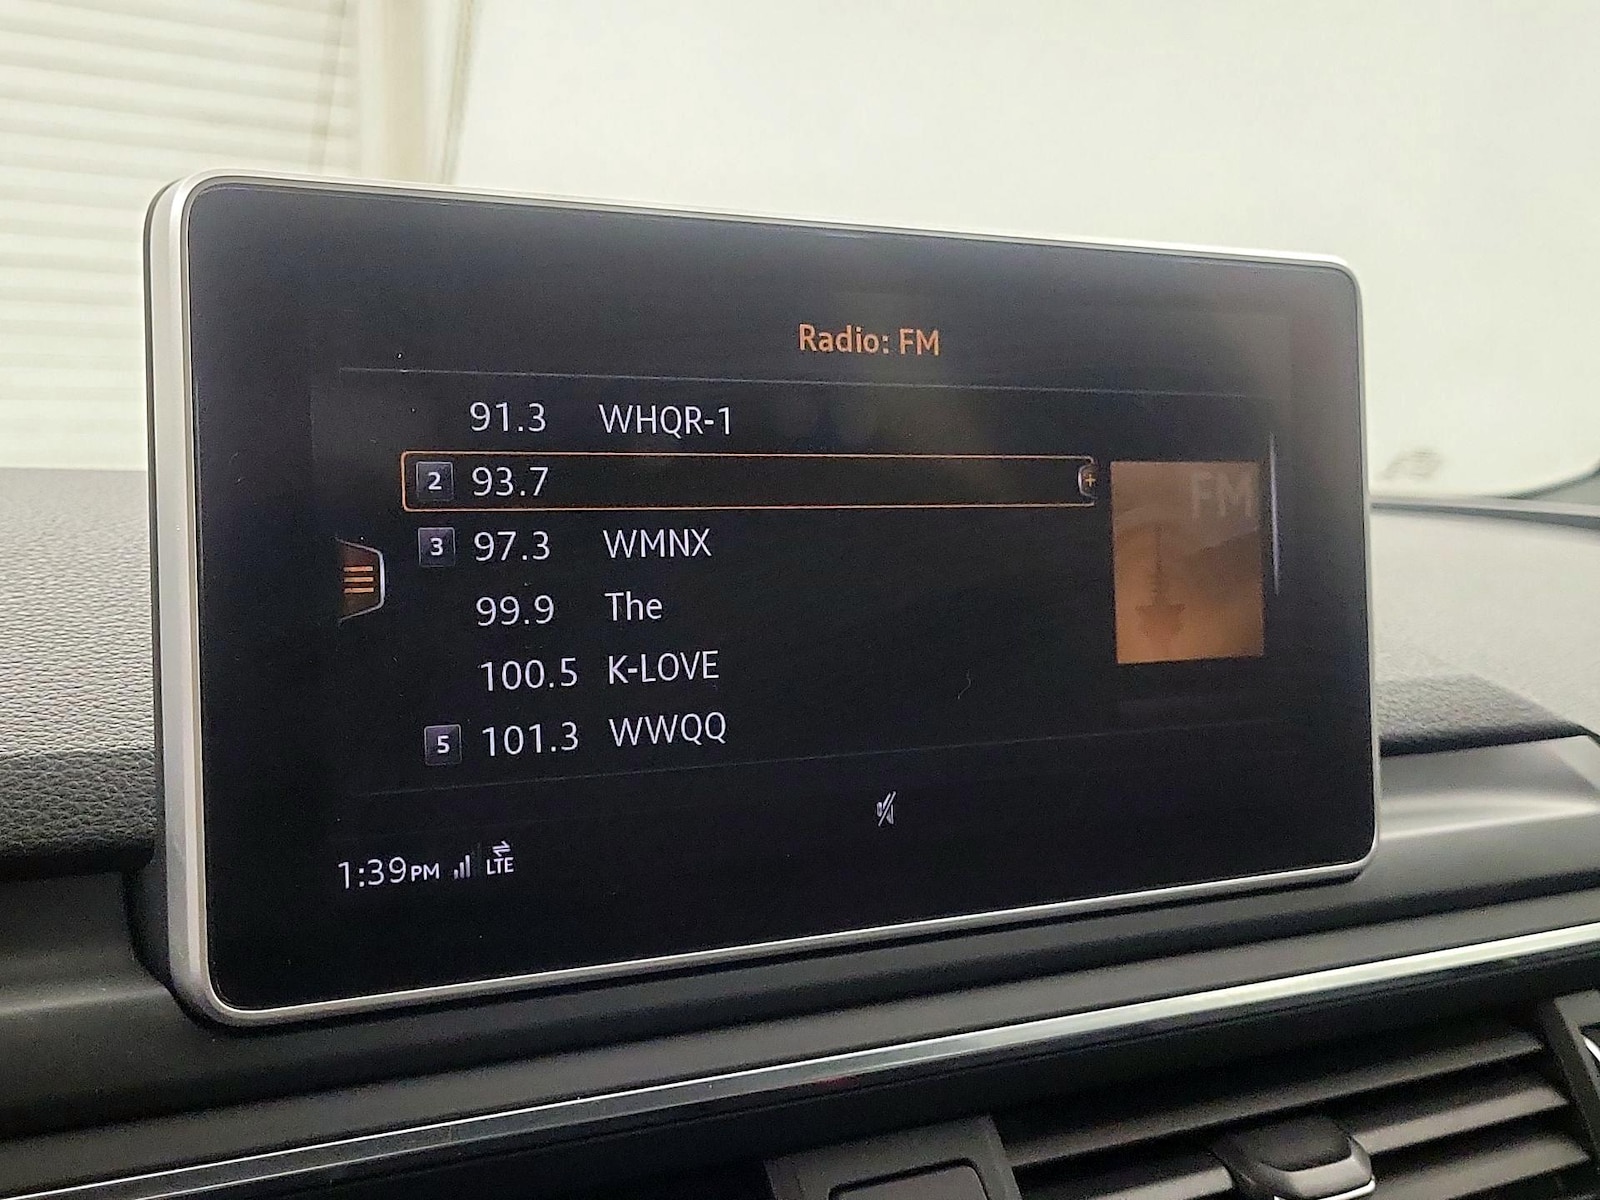 Radio: FM
91.3 WHQR-1
2 93.7
FM
3 97.3 WMNX
99.9 The
100.5 K-LOVE
5 101.3 WWQQ
1:39PM LTE